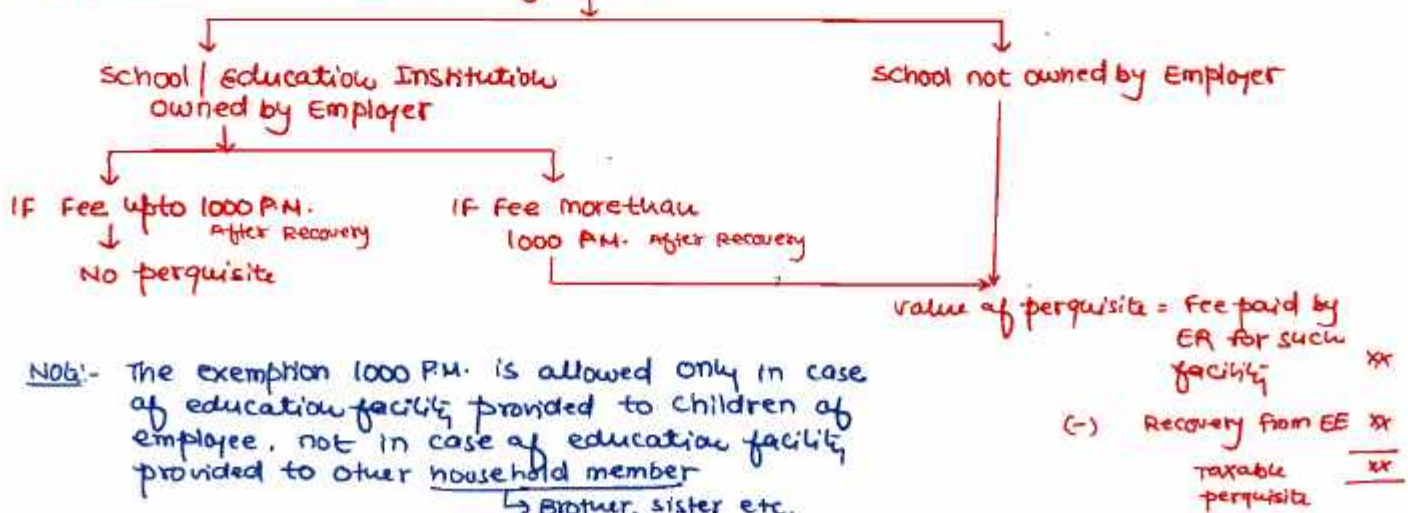 School / Education Institution
owned by Employer
School not owned by Employer
IF Fee upto 1000 P.M.
After Recovery
No perquisite
IF Fee morethan
1000 P.M. After Recovery
value of perquisite = Fee paid by
ER for such
facility xx
(-) Recovery from EE xx
Taxable xx
perquisite
NOte:- The exemption 1000 P.M. is allowed only in case
of education facility provided to children of
employee, not in case of education facility
provided to other household member
↳ Brother, sister etc.